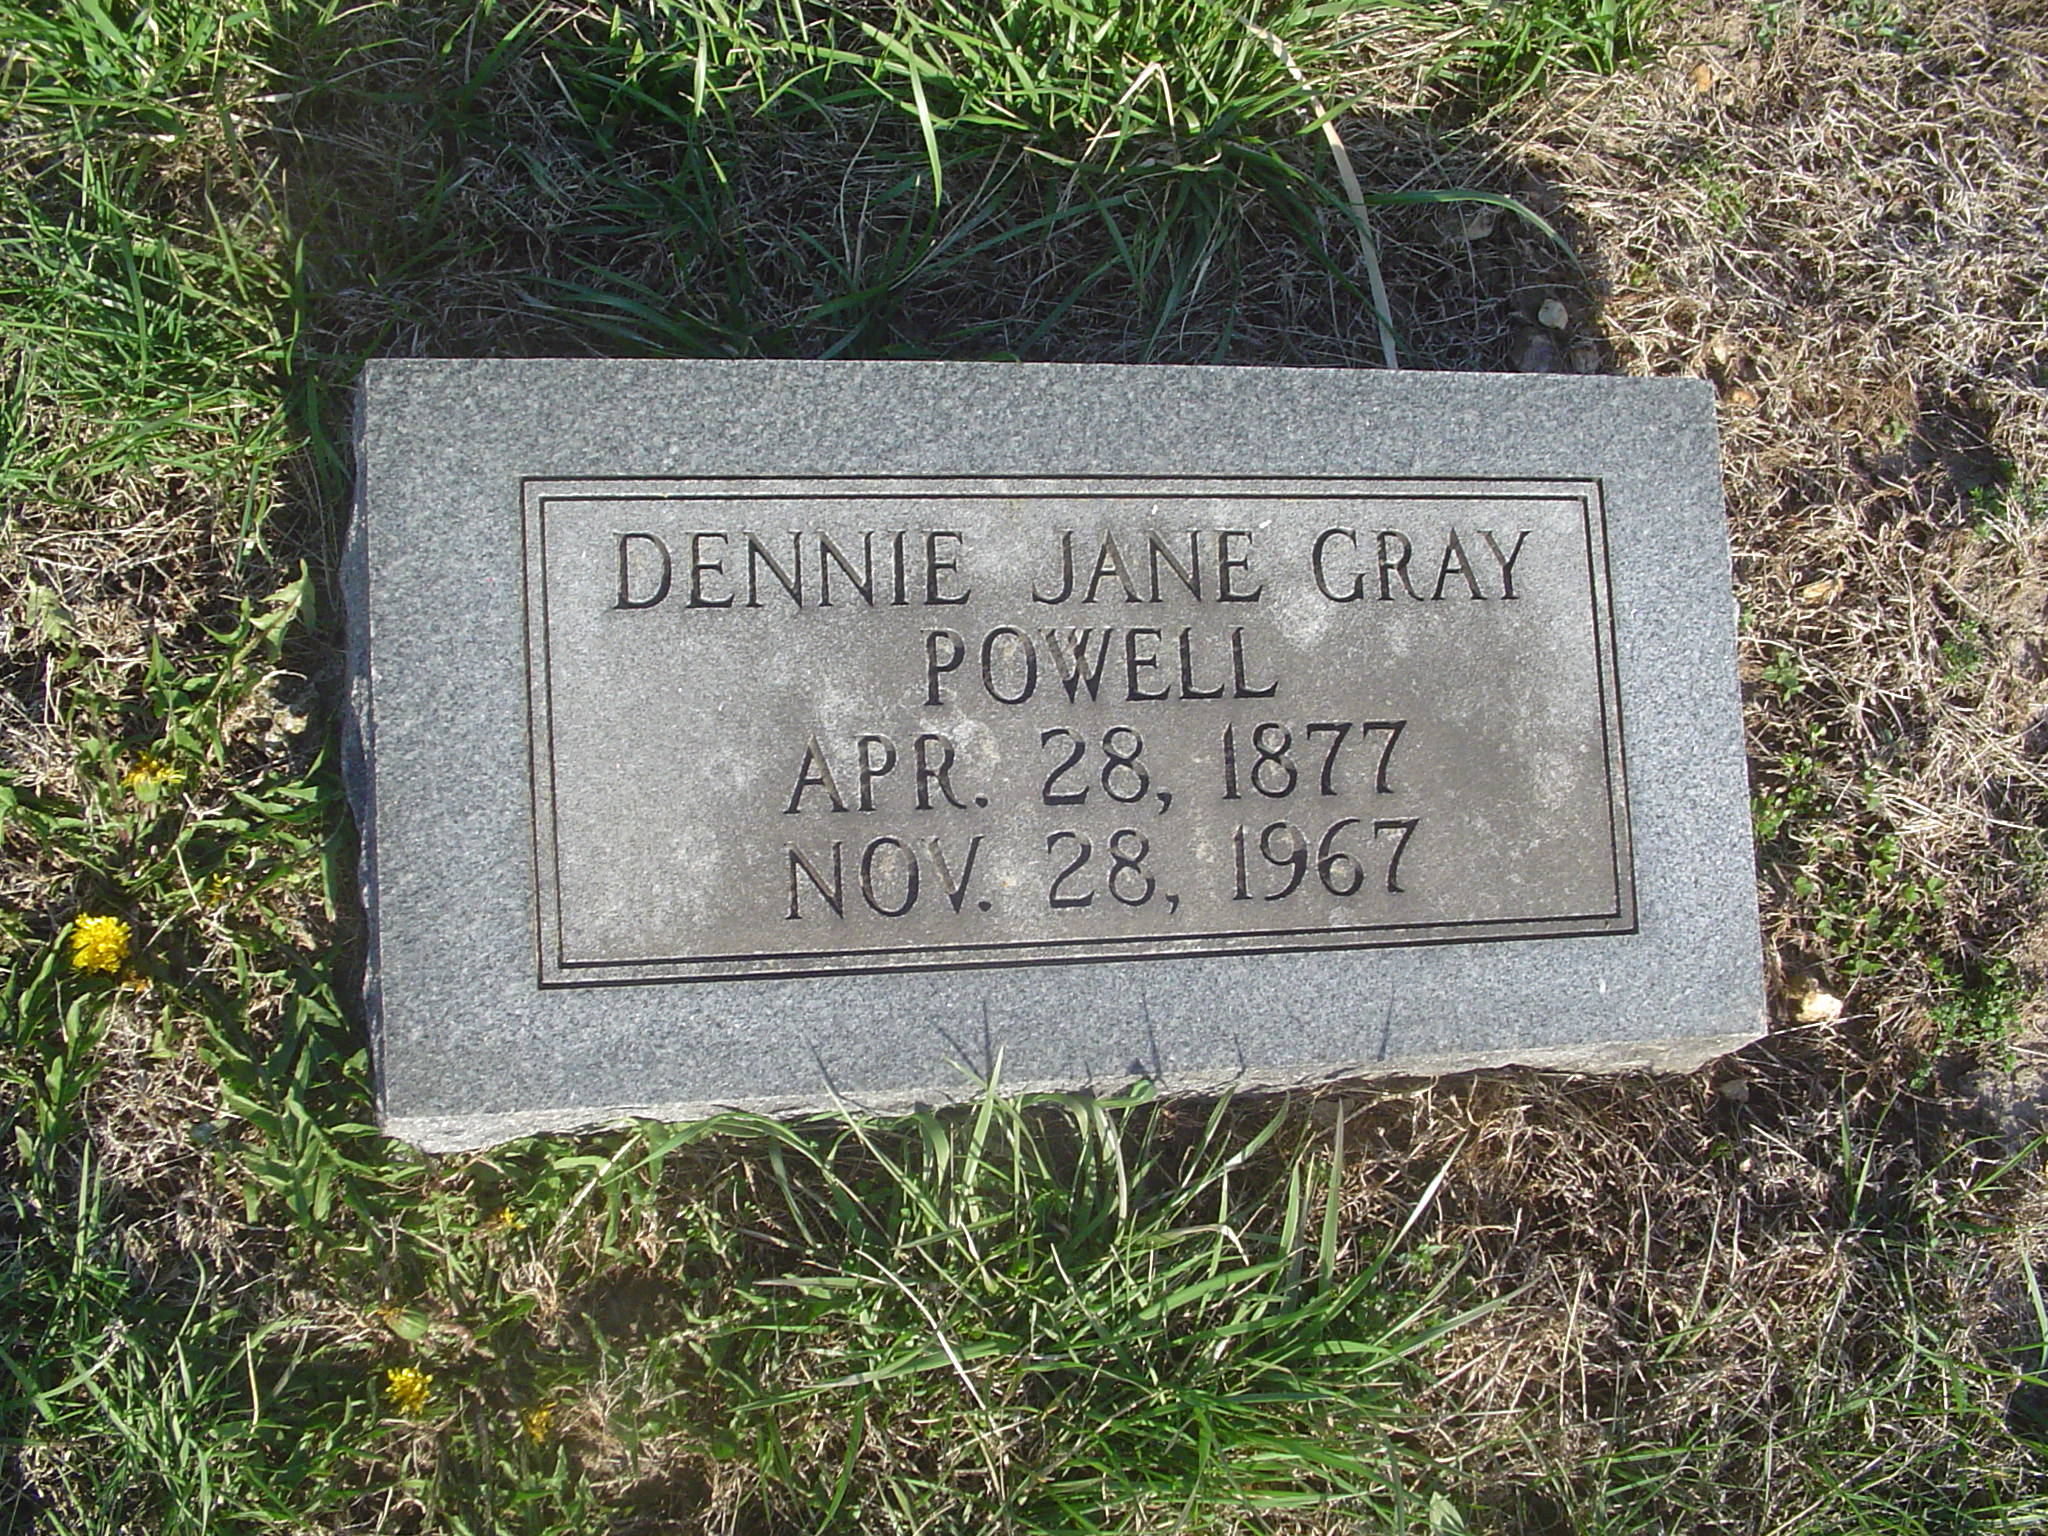 DENNIE JANE GRAY
POWELL
APR. 28, 1877
NOV. 28, 1967